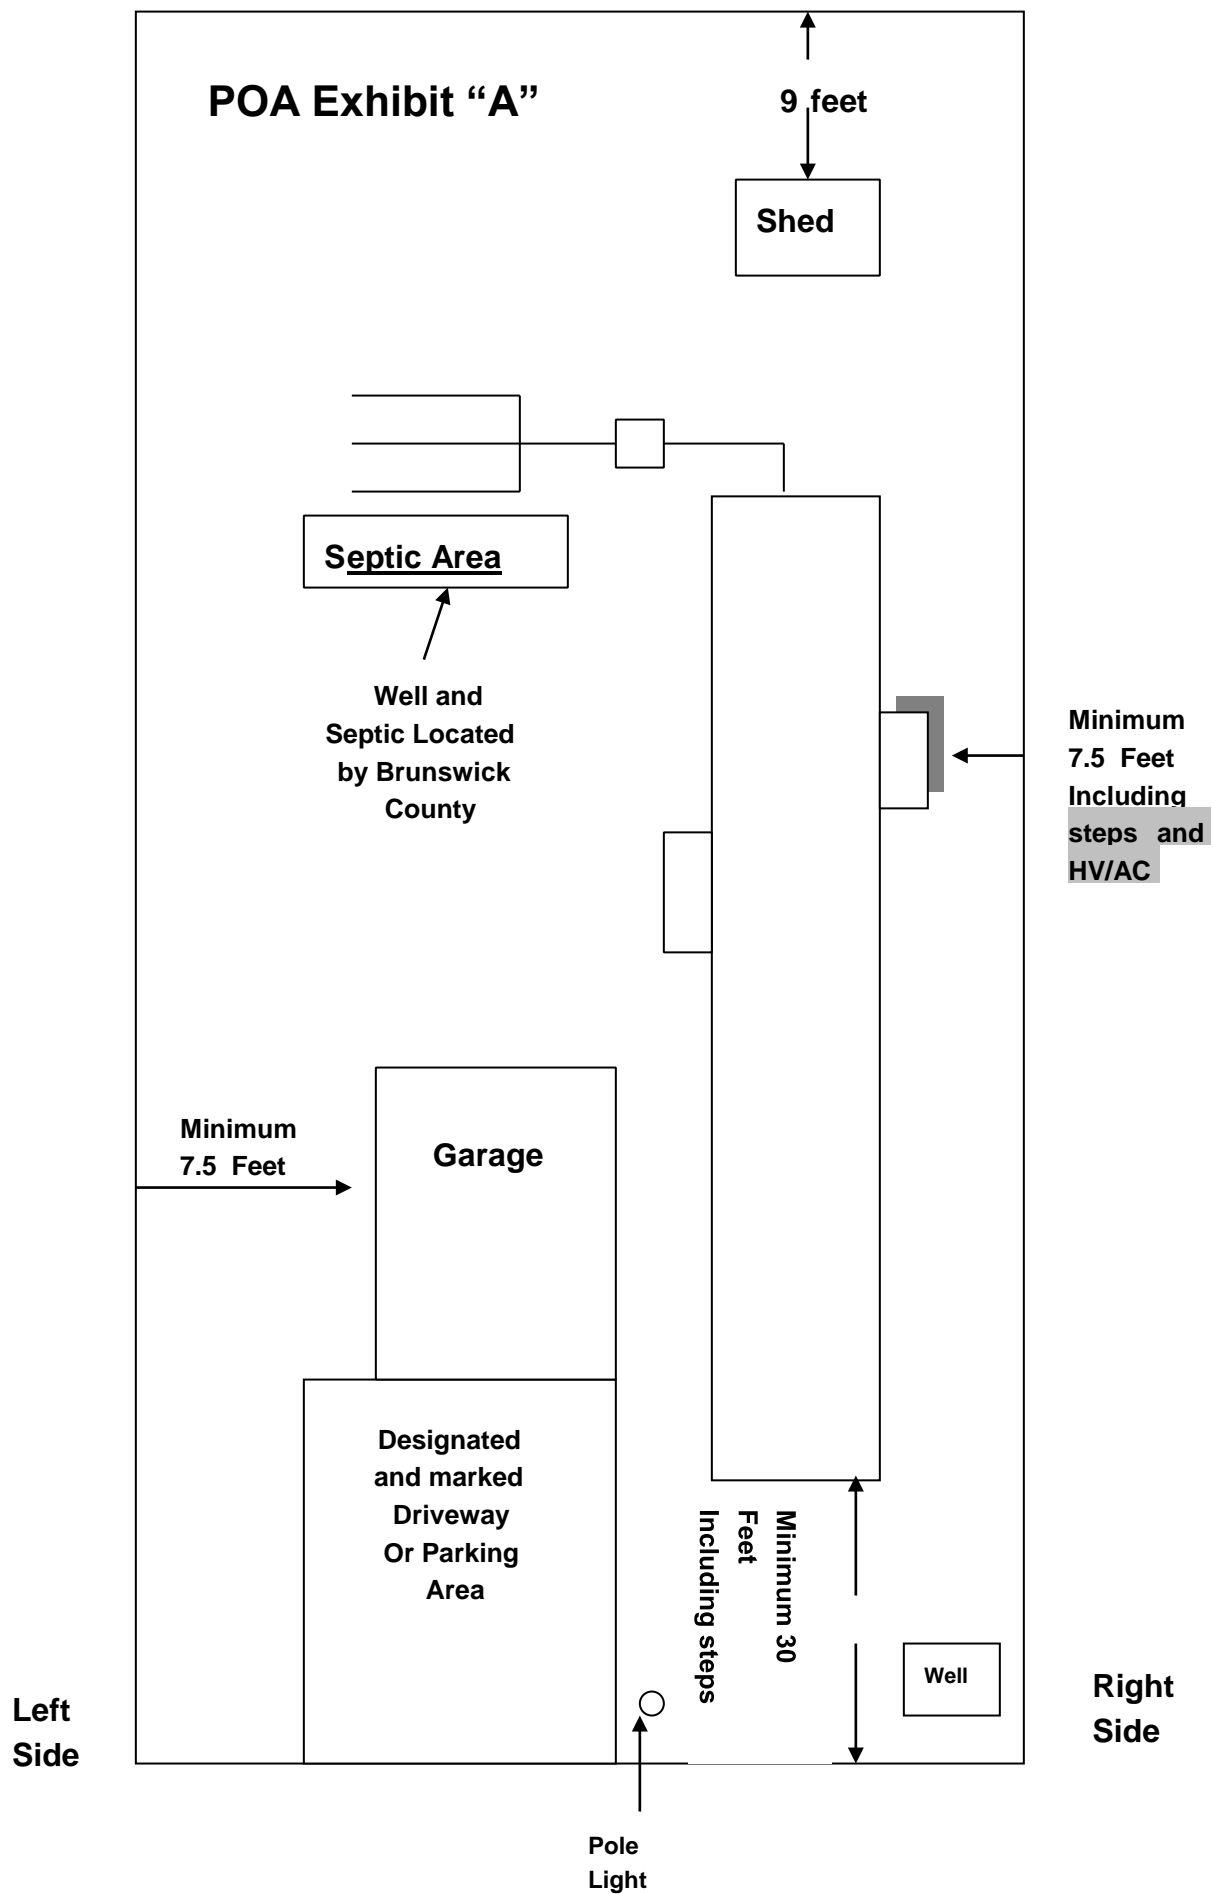 POA Exhibit “A”
9 feet
Shed
Septic Area
Well and
Septic Located
by Brunswick
County
Minimum
7.5 Feet
Including
steps and
HV/AC
Minimum
7.5 Feet
Garage
Designated
and marked
Driveway
Or Parking
Area
Minimum 30
Feet
Including steps
Well
Left
Side
Right
Side
Pole
Light